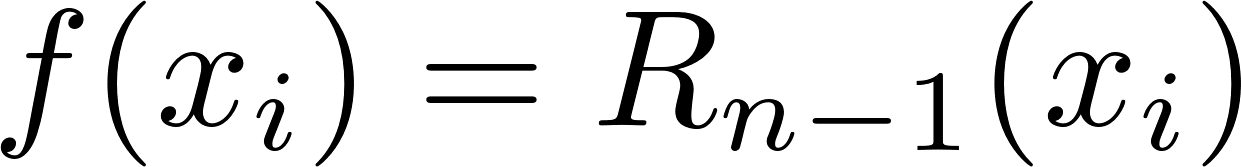 f(x_i) = R_{n-1}(x_i)